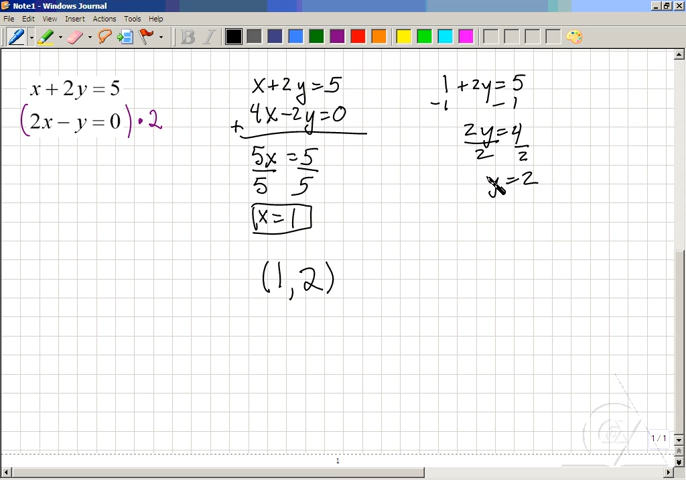 Note1 - Windows Journal
File Edit View Insert Actions Tools Help
B I
x + 2y = 5
(2x − y = 0) • 2
x + 2y = 5
+ 4x − 2y = 0
5x = 5
5 5
x = 1
(1, 2)
1 + 2y = 5
−1 −1
2y = 4
2 2
y = 2
1 / 1
1